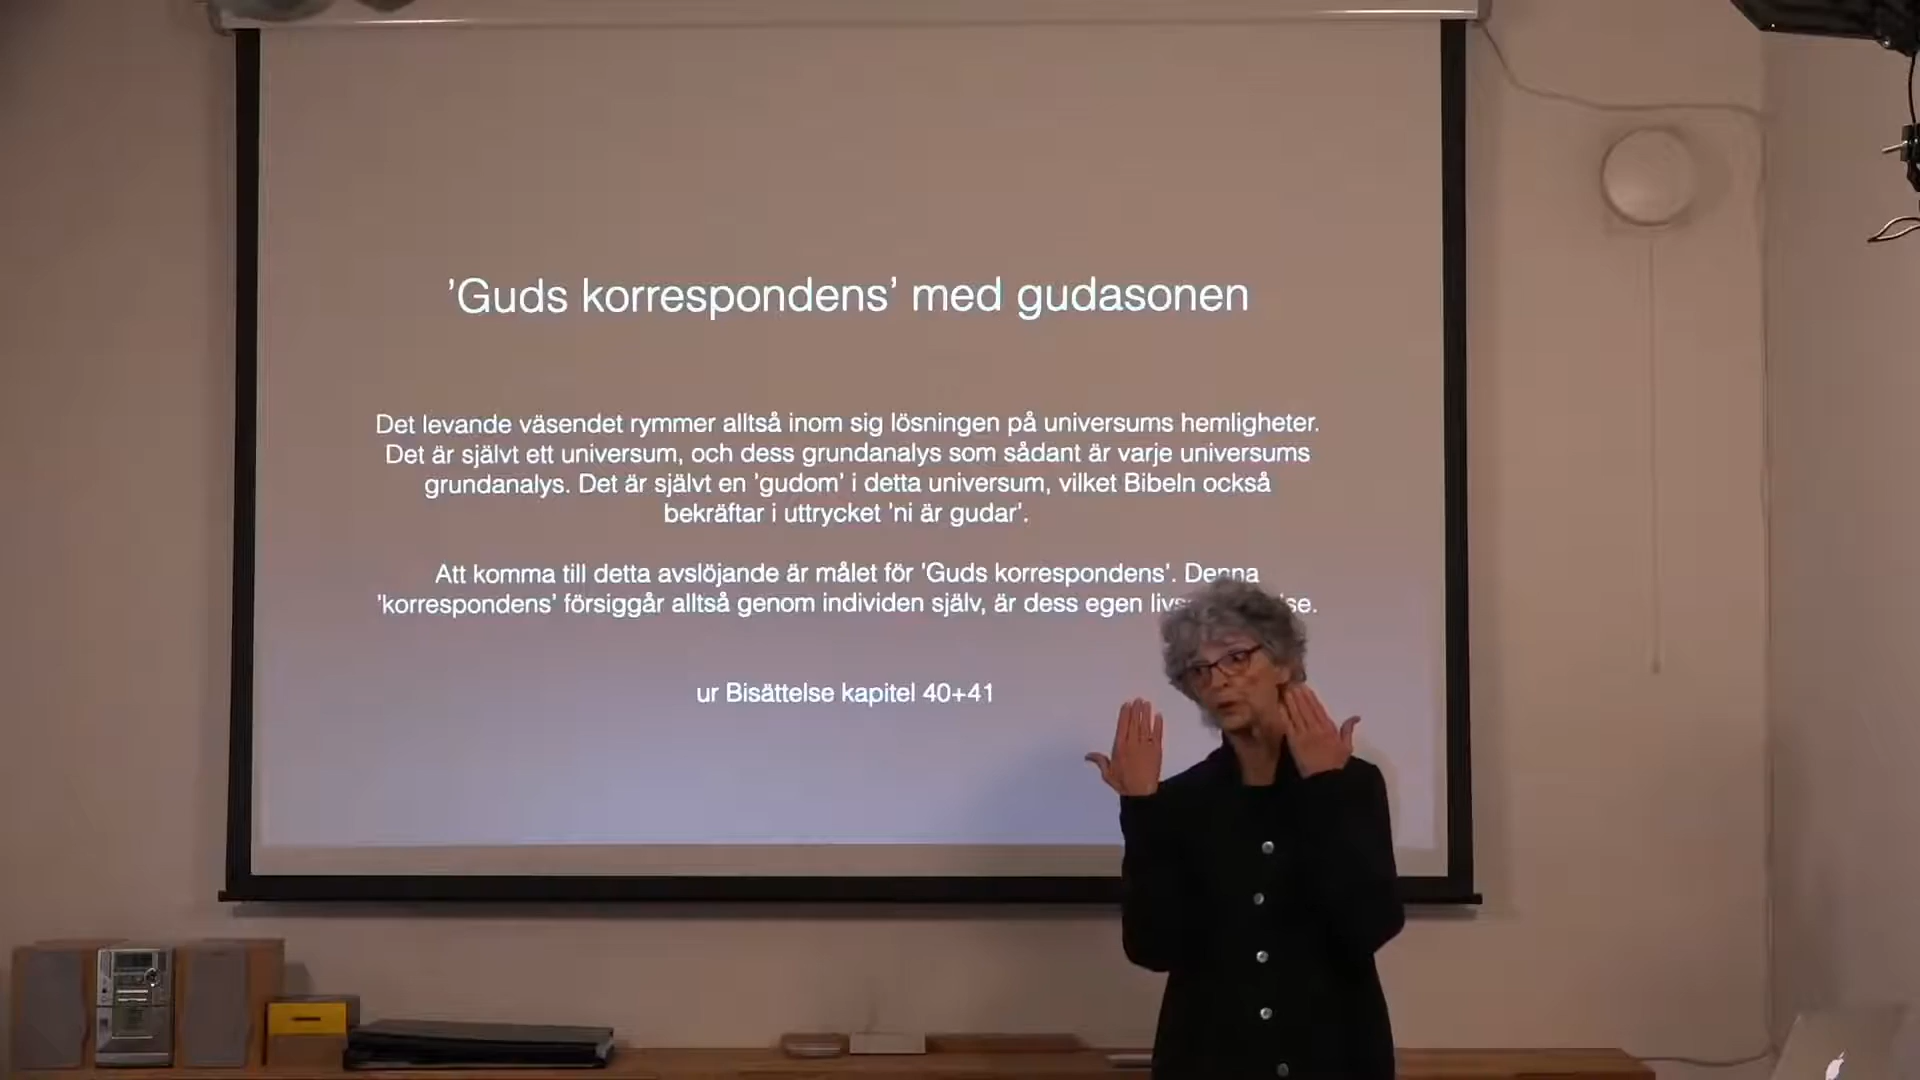 ’Guds korrespondens’ med gudasonen
Det levande väsendet rymmer alltså inom sig lösningen på universums hemligheter.
Det är självt ett universum, och dess grundanalys som sådant är varje universums
grundanalys. Det är självt en ’gudom’ i detta universum, vilket Bibeln också
bekräftar i uttrycket ’ni är gudar’.
Att komma till detta avslöjande är målet för ’Guds korrespondens’. Denna
’korrespondens’ försiggår alltså genom individen själv, är dess egen
ur Bisättelse kapitel 40+41